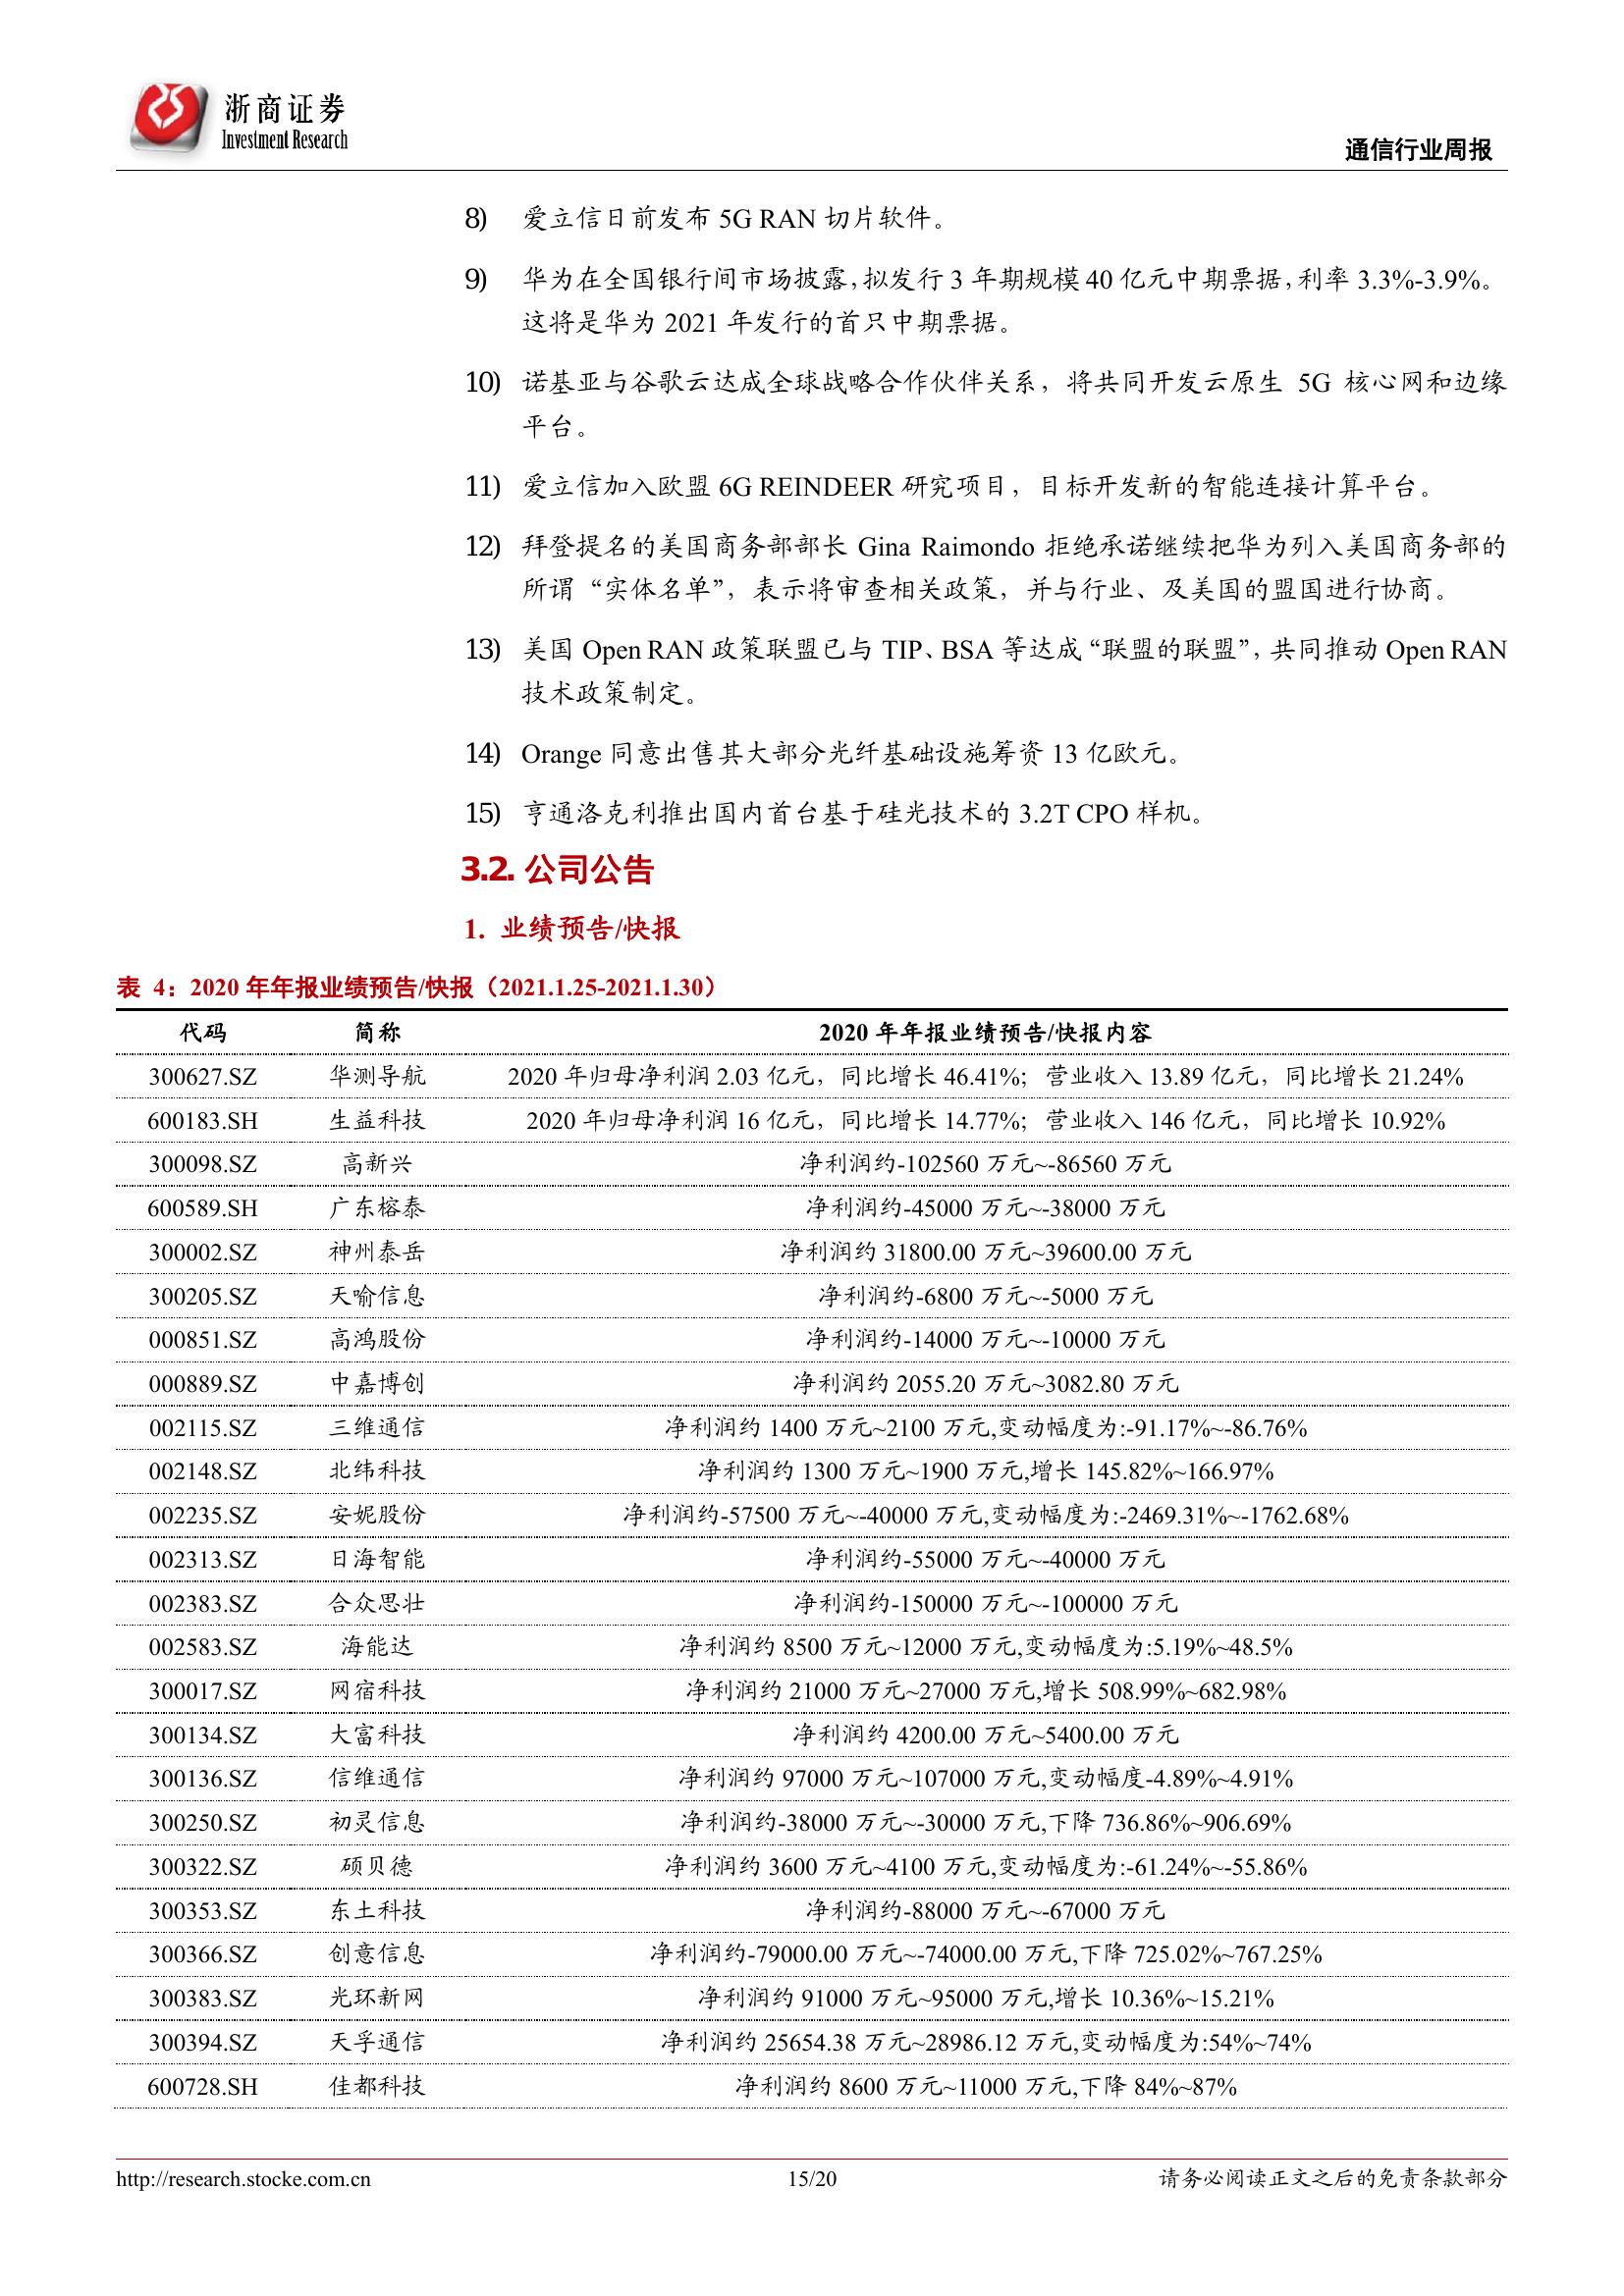 浙商证券
Investment Research
通信行业周报
8) 爱立信日前发布 5G RAN 切片软件。
9) 华为在全国银行间市场披露，拟发行 3 年期规模 40 亿元中期票据，利率 3.3%-3.9%。
这将是华为 2021 年发行的首只中期票据。
10) 诺基亚与谷歌云达成全球战略合作伙伴关系，将共同开发云原生 5G 核心网和边缘
平台。
11) 爱立信加入欧盟 6G REINDEER 研究项目，目标开发新的智能连接计算平台。
12) 拜登提名的美国商务部部长 Gina Raimondo 拒绝承诺继续把华为列入美国商务部的
所谓“实体名单”，表示将审查相关政策，并与行业、及美国的盟国进行协商。
13) 美国 Open RAN 政策联盟已与 TIP、BSA 等达成“联盟的联盟”，共同推动 Open RAN
技术政策制定。
14) Orange 同意出售其大部分光纤基础设施筹资 13 亿欧元。
15) 亨通洛克利推出国内首台基于硅光技术的 3.2T CPO 样机。
3.2. 公司公告
1. 业绩预告/快报
表 4：2020 年年报业绩预告/快报（2021.1.25-2021.1.30）
代码 简称 2020 年年报业绩预告/快报内容
300627.SZ 华测导航 2020 年归母净利润 2.03 亿元，同比增长 46.41%；营业收入 13.89 亿元，同比增长 21.24%
600183.SH 生益科技 2020 年归母净利润 16 亿元，同比增长 14.77%；营业收入 146 亿元，同比增长 10.92%
300098.SZ 高新兴 净利润约-102560 万元~-86560 万元
600589.SH 广东榕泰 净利润约-45000 万元~-38000 万元
300002.SZ 神州泰岳 净利润约 31800.00 万元~39600.00 万元
300205.SZ 天喻信息 净利润约-6800 万元~-5000 万元
000851.SZ 高鸿股份 净利润约-14000 万元~-10000 万元
000889.SZ 中嘉博创 净利润约 2055.20 万元~3082.80 万元
002115.SZ 三维通信 净利润约 1400 万元~2100 万元,变动幅度为:-91.17%~-86.76%
002148.SZ 北纬科技 净利润约 1300 万元~1900 万元,增长 145.82%~166.97%
002235.SZ 安妮股份 净利润约-57500 万元~-40000 万元,变动幅度为:-2469.31%~-1762.68%
002313.SZ 日海智能 净利润约-55000 万元~-40000 万元
002383.SZ 合众思壮 净利润约-150000 万元~-100000 万元
002583.SZ 海能达 净利润约 8500 万元~12000 万元,变动幅度为:5.19%~48.5%
300017.SZ 网宿科技 净利润约 21000 万元~27000 万元,增长 508.99%~682.98%
300134.SZ 大富科技 净利润约 4200.00 万元~5400.00 万元
300136.SZ 信维通信 净利润约 97000 万元~107000 万元,变动幅度-4.89%~4.91%
300250.SZ 初灵信息 净利润约-38000 万元~-30000 万元,下降 736.86%~906.69%
300322.SZ 硕贝德 净利润约 3600 万元~4100 万元,变动幅度为:-61.24%~-55.86%
300353.SZ 东土科技 净利润约-88000 万元~-67000 万元
300366.SZ 创意信息 净利润约-79000.00 万元~-74000.00 万元,下降 725.02%~767.25%
300383.SZ 光环新网 净利润约 91000 万元~95000 万元,增长 10.36%~15.21%
300394.SZ 天孚通信 净利润约 25654.38 万元~28986.12 万元,变动幅度为:54%~74%
600728.SH 佳都科技 净利润约 8600 万元~11000 万元,下降 84%~87%
http://research.stocke.com.cn 15/20 请务必阅读正文之后的免责条款部分